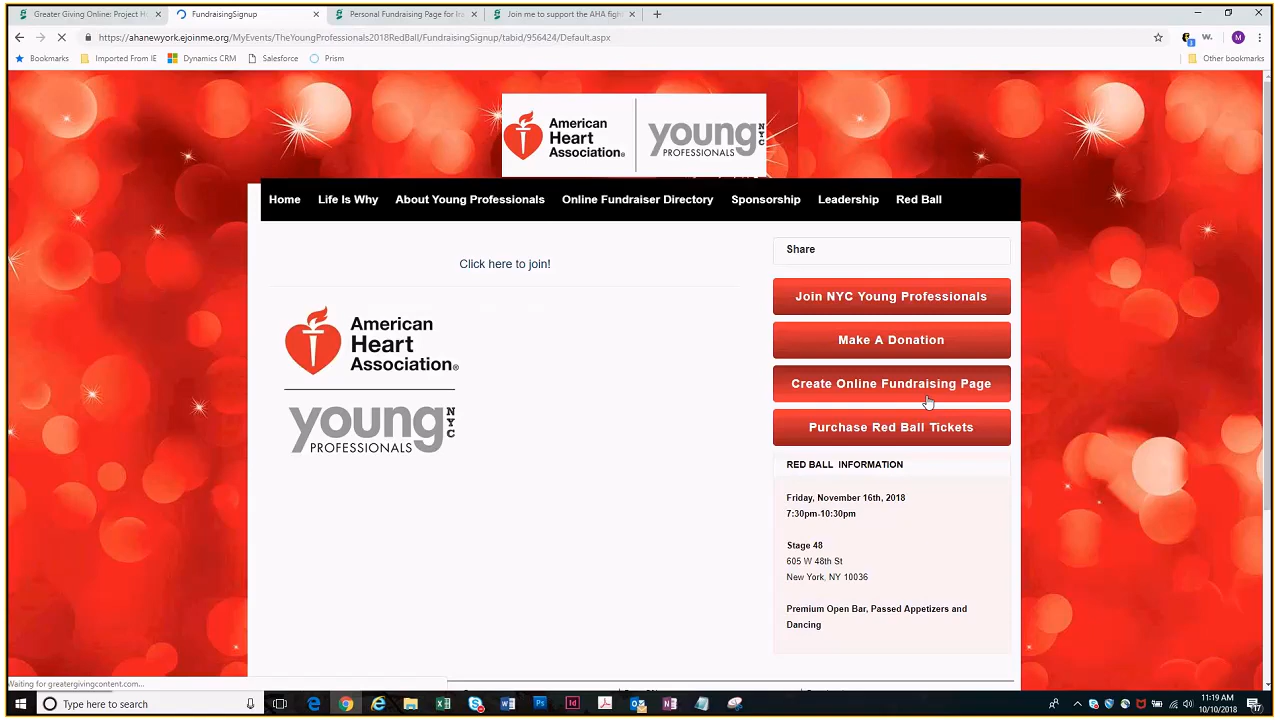 Greater Giving Online: Project H
FundraisingSignup
Personal Fundraising Page for Ira
Join me to support the AHA figh
https://ahanewyork.ejoinme.org/MyEvents/TheYoungProfessionals2018RedBall/FundraisingSignup/tabid/956424/Default.aspx
Bookmarks
Imported From IE
Dynamics CRM
Salesforce
Prism
Other bookmarks
American
Heart
Association®
young NYC
PROFESSIONALS
Home
Life Is Why
About Young Professionals
Online Fundraiser Directory
Sponsorship
Leadership
Red Ball
Click here to join!
American
Heart
Association®
young NYC
PROFESSIONALS
Share
Join NYC Young Professionals
Make A Donation
Create Online Fundraising Page
Purchase Red Ball Tickets
RED BALL INFORMATION
Friday, November 16th, 2018
7:30pm-10:30pm
Stage 48
605 W 48th St
New York, NY 10036
Premium Open Bar, Passed Appetizers and
Dancing
Waiting for greatergivingcontent.com...
Type here to search
11:19 AM
10/10/2018